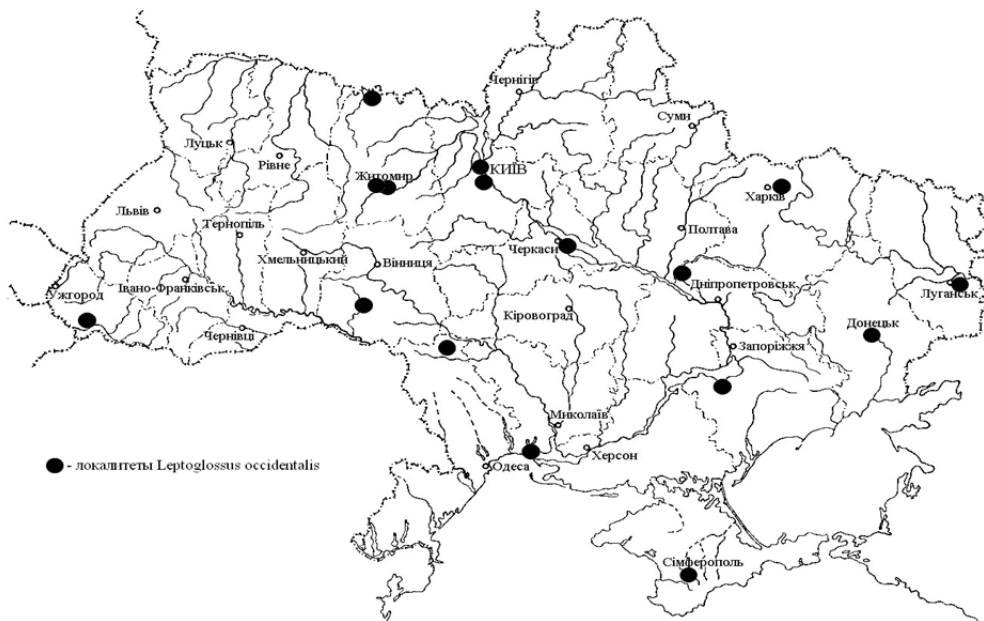 Чернігів
Суми
Луцьк
Рівне
Житомир
КИЇВ
Харків
Львів
Тернопіль
Хмельницький
Вінниця
Черкаси
Полтава
Ужгород
Івано-Франківськ
Чернівці
Дніпропетровськ
Луганськ
Кіровоград
Донецьк
Запоріжжя
Миколаїв
Херсон
Одеса
- локалитеты Leptoglossus occidentalis
Сімферополь